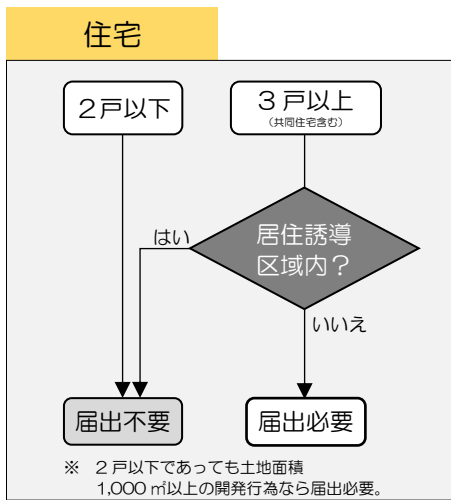 住宅
2戸以下
3戸以上
（共同住宅含む）
居住誘導
区域内？
はい
いいえ
届出不要
届出必要
※ 2戸以下であっても土地面積
1,000㎡以上の開発行為なら届出必要。